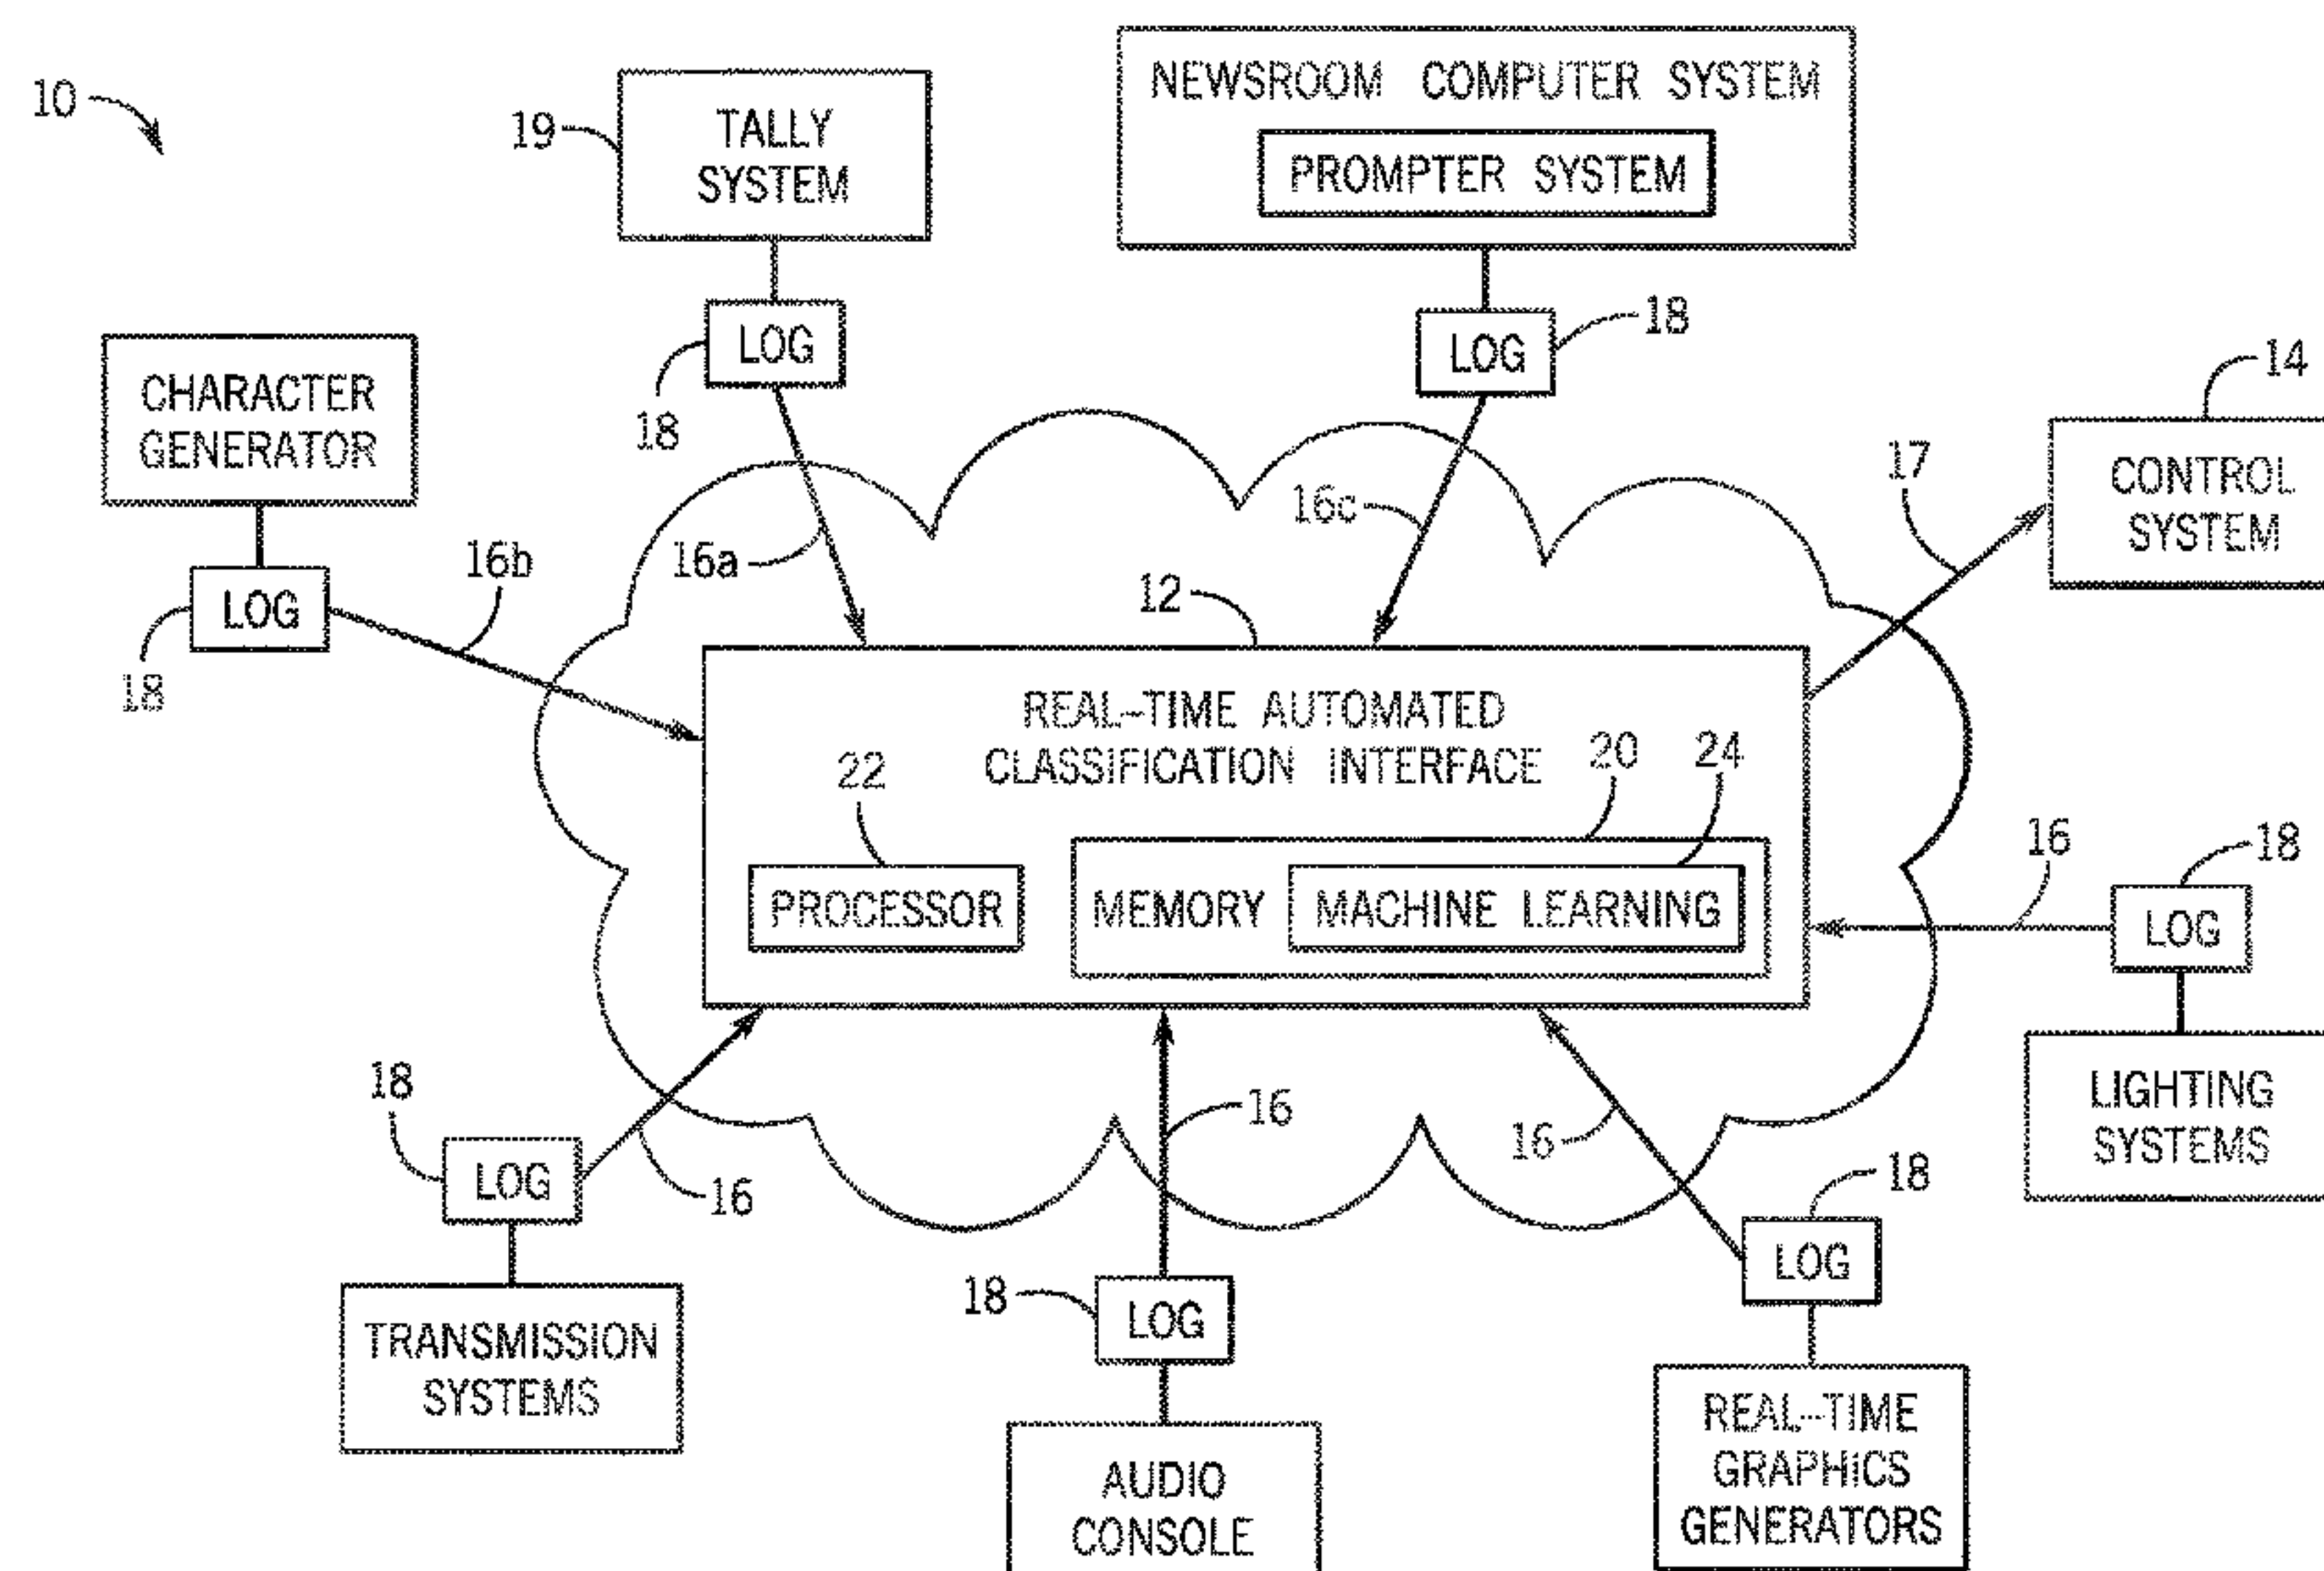 10
19
TALLY
SYSTEM
NEWSROOM COMPUTER SYSTEM
PROMPTER SYSTEM
LOG
18
LOG
18
CHARACTER
GENERATOR
14
CONTROL
SYSTEM
17
16c
16a
16b
LOG
18
12
REAL-TIME AUTOMATED
CLASSIFICATION INTERFACE
22
20
24
PROCESSOR
MEMORY
MACHINE LEARNING
16
18
LOG
LIGHTING
SYSTEMS
18
LOG
16
TRANSMISSION
SYSTEMS
16
18
LOG
AUDIO
CONSOLE
16
18
LOG
REAL-TIME
GRAPHICS
GENERATORS